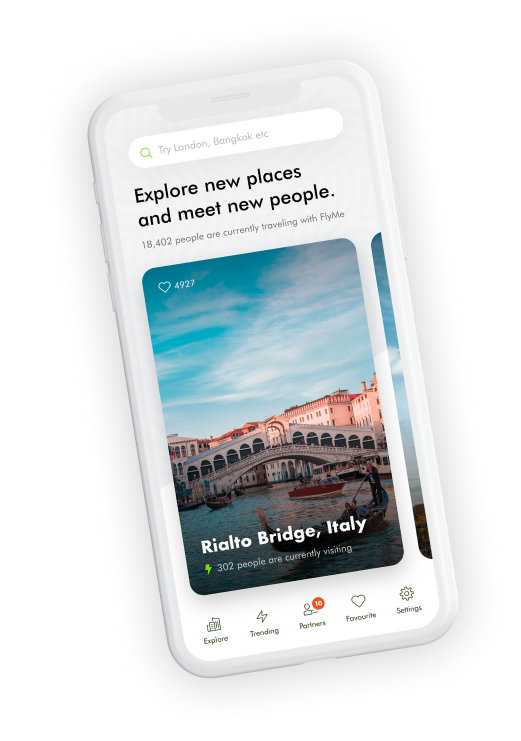 Try London, Bangkok etc
Explore new places
and meet new people.
18,402 people are currently traveling with FlyMe
4927
Rialto Bridge, Italy
302 people are currently visiting
10
Explore
Trending
Partners
Favourite
Settings